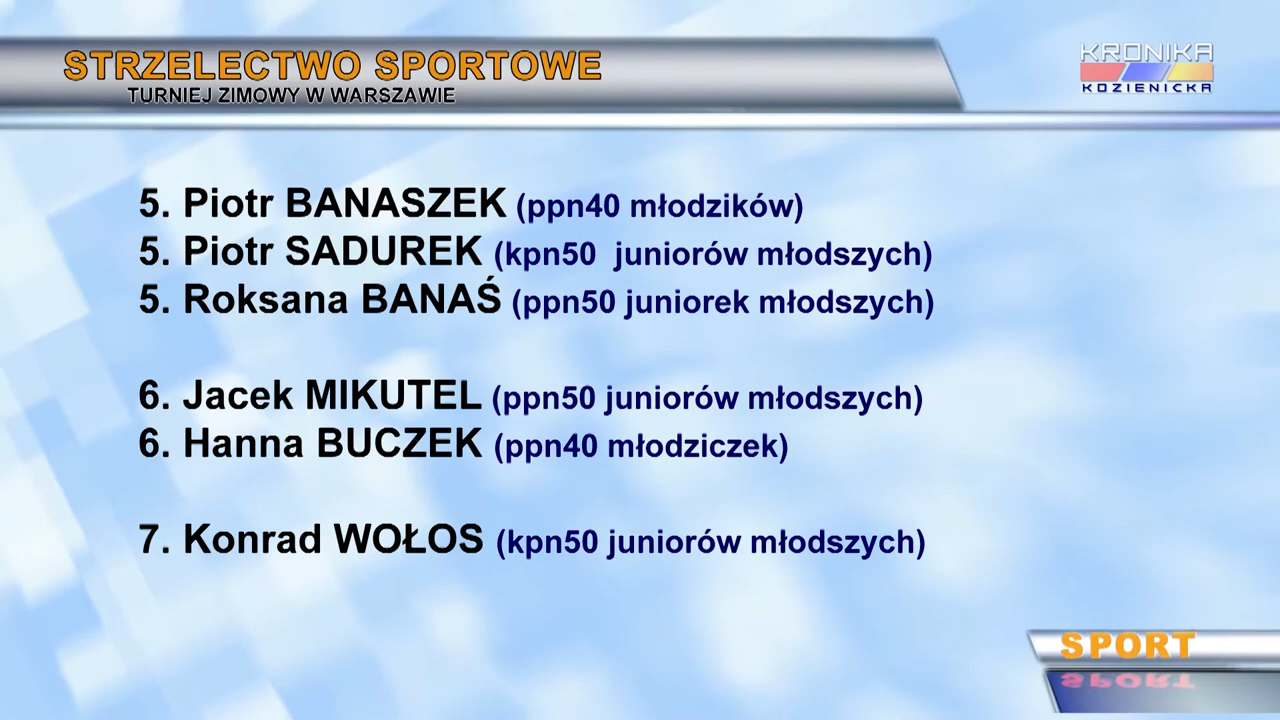 STRZELECTWO SPORTOWE
TURNIEJ ZIMOWY W WARSZAWIE
KRONIKA
KOZIENICKA
5. Piotr BANASZEK (ppn40 młodzików)
5. Piotr SADUREK (kpn50 juniorów młodszych)
5. Roksana BANAŚ (ppn50 juniorek młodszych)
6. Jacek MIKUTEL (ppn50 juniorów młodszych)
6. Hanna BUCZEK (ppn40 młodziczek)
7. Konrad WOŁOS (kpn50 juniorów młodszych)
SPORT